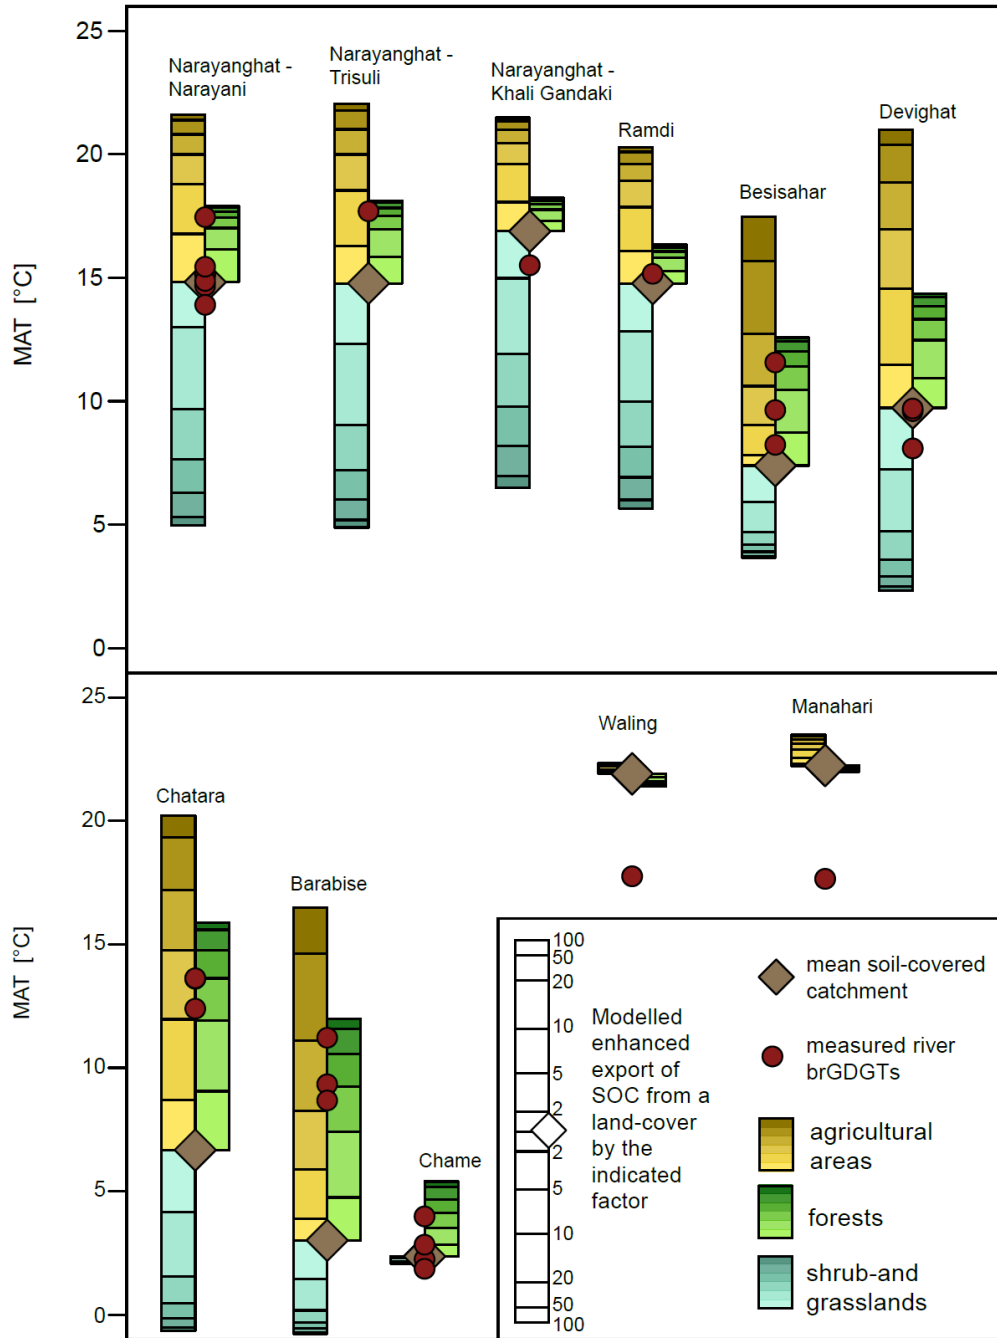 25
20
15
10
5
0
MAT [°C]
Narayanghat -
Narayani
Narayanghat -
Trisuli
Narayanghat -
Khali Gandaki
Ramdi
Besisahar
Devighat
25
20
15
10
5
0
MAT [°C]
Chatara
Barabise
Chame
Waling
Manahari
100
50
20
10
5
2
2
5
10
20
50
100
Modelled
enhanced
export of
SOC from a
land-cover
by the
indicated
factor
mean soil-covered
catchment
measured river
brGDGTs
agricultural
areas
forests
shrub-and
grasslands